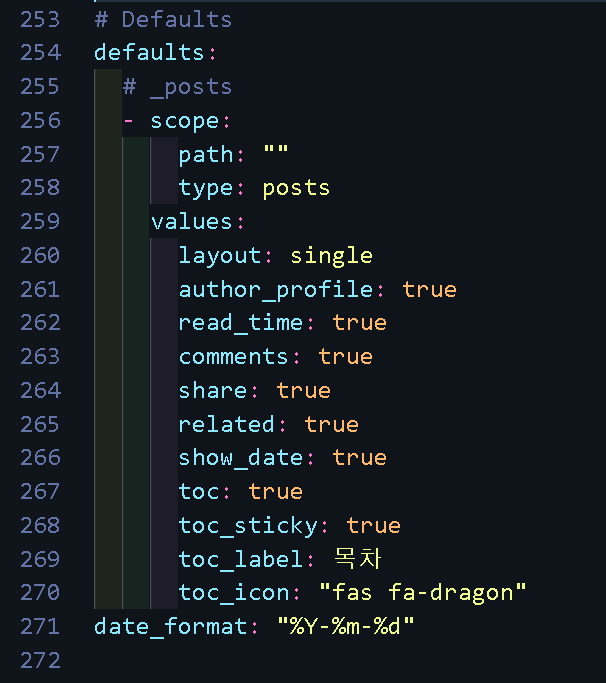 253 # Defaults
254 defaults:
255   # _posts
256   - scope:
257       path: ""
258       type: posts
259     values:
260       layout: single
261       author_profile: true
262       read_time: true
263       comments: true
264       share: true
265       related: true
266       show_date: true
267       toc: true
268       toc_sticky: true
269       toc_label: 목차
270       toc_icon: "fas fa-dragon"
271 date_format: "%Y-%m-%d"
272